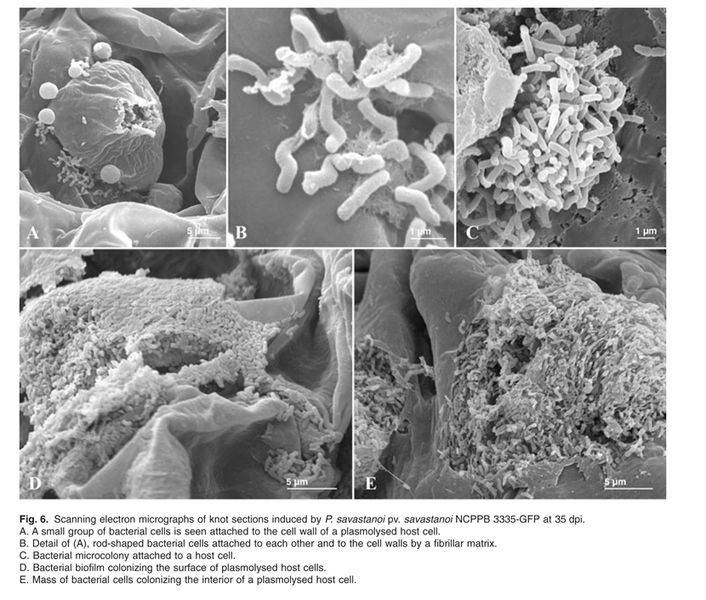 5 µm
A
1 µm
B
1 µm
C
5 µm
D
5 µm
E
Fig. 6. Scanning electron micrographs of knot sections induced by P. savastanoi pv. savastanoi NCPPB 3335-GFP at 35 dpi.
A. A small group of bacterial cells is seen attached to the cell wall of a plasmolysed host cell.
B. Detail of (A), rod-shaped bacterial cells attached to each other and to the cell walls by a fibrillar matrix.
C. Bacterial microcolony attached to a host cell.
D. Bacterial biofilm colonizing the surface of plasmolysed host cells.
E. Mass of bacterial cells colonizing the interior of a plasmolysed host cell.